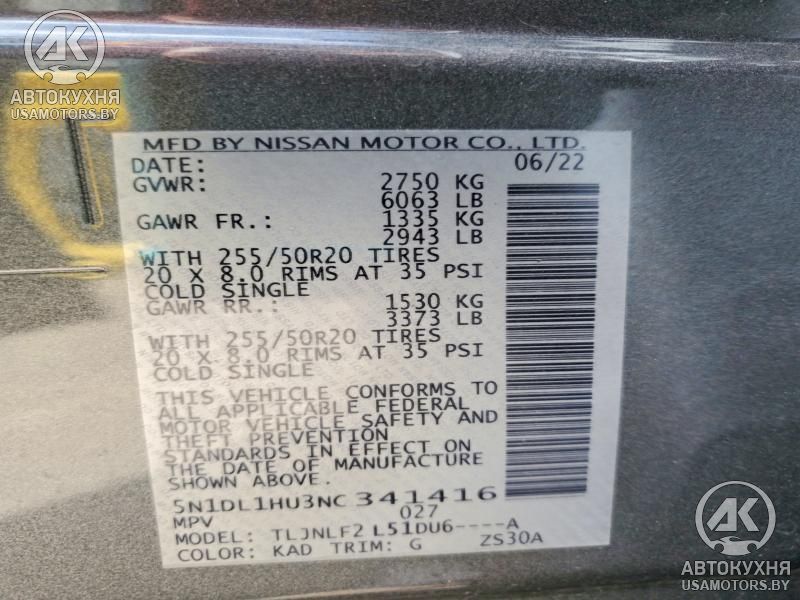 АК
АВТОКУХНЯ
USAMOTORS.BY
MFD BY NISSAN MOTOR CO., LTD.
DATE: 06/22
GVWR: 2750 KG
6063 LB
GAWR FR.: 1335 KG
2943 LB
WITH 255/50R20 TIRES
20 X 8.0 RIMS AT 35 PSI
COLD SINGLE
GAWR RR.: 1530 KG
3373 LB
WITH 255/50R20 TIRES
20 X 8.0 RIMS AT 35 PSI
COLD SINGLE
THIS VEHICLE CONFORMS TO
ALL APPLICABLE FEDERAL
MOTOR VEHICLE SAFETY AND
THEFT PREVENTION
STANDARDS IN EFFECT ON
THE DATE OF MANUFACTURE
SHOWN ABOVE.
5N1DL1HU3NC 341416
MPV 027
MODEL: TLJNLF2 L51DU6----A
COLOR: KAD TRIM: G ZS30A
АК
АВТОКУХНЯ
USAMOTORS.BY